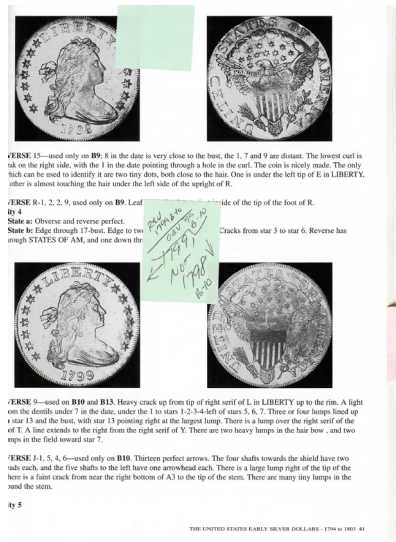 LIBERTY
1798
STATES OF AMERICA
VERSE 15—used only on B9; 8 in the date is very close to the bust, the 1, 7 and 9 are distant. The lowest curl is
ak on the right side, with the 1 in the date pointing through a hole in the curl. The coin is nicely made. The only
hich can be used to identify it are two tiny dots, both close to the hair. One is under the left tip of E in LIBERTY,
other is almost touching the hair under the left side of the upright of R.
VERSE R-1, 2, 2, 9, used only on B9. Leaf side of the tip of the foot of R.
ity 4
State a: Obverse and reverse perfect.
State b: Edge through 17-bust. Edge to two Cracks from star 3 to star 6. Reverse has
rough STATES OF AM, and one down thr
1799
NOT
1798
B-10
LIBERTY
1799
VERSE 9—used on B10 and B13. Heavy crack up from tip of right serif of L in LIBERTY up to the rim. A light
om the dentils under 7 in the date, under the 1 to stars 1-2-3-4-left of stars 5, 6, 7. Three or four lumps lined up
star 13 and the bust, with star 13 pointing right at the largest lump. There is a lump over the right serif of the
of T. A line extends to the right from the right serif of Y. There are two heavy lumps in the hair bow , and two
mps in the field toward star 7.
VERSE J-1, 5, 4, 6—used only on B10. Thirteen perfect arrows. The four shafts towards the shield have two
ads each, and the five shafts to the left have one arrowhead each. There is a large lump right of the tip of the
here is a faint crack from near the right bottom of A3 to the tip of the stem. There are many tiny lumps in the
ound the stem.
ity 5
THE UNITED STATES EARLY SILVER DOLLARS - 1794 to 1803 41